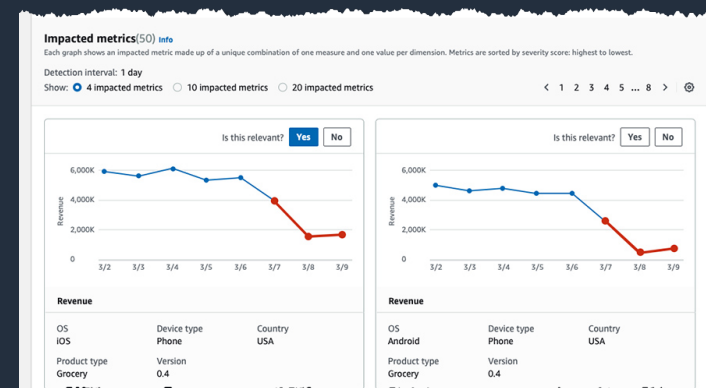 Impacted metrics(50) Info
Each graph shows an impacted metric made up of a unique combination of one measure and one value per dimension. Metrics are sorted by severity score: highest to lowest.
Detection interval: 1 day
Show: 4 impacted metrics 10 impacted metrics 20 impacted metrics < 1 2 3 4 5 ... 8 >
Is this relevant? Yes No
6,000K
4,000K
2,000K
0
Revenue
3/2 3/3 3/4 3/5 3/6 3/7 3/8 3/9
Revenue
OS Device type Country
iOS Phone USA
Product type Version
Grocery 0.4
Is this relevant? Yes No
6,000K
4,000K
2,000K
0
Revenue
3/2 3/3 3/4 3/5 3/6 3/7 3/8 3/9
Revenue
OS Device type Country
Android Phone USA
Product type Version
Grocery 0.4